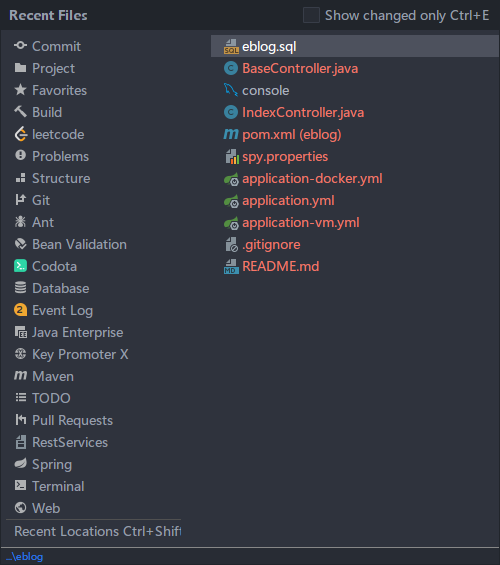 Recent Files
Show changed only Ctrl+E
Commit
Project
Favorites
Build
leetcode
Problems
Structure
Git
Ant
Bean Validation
Codota
Database
2 Event Log
Java Enterprise
Key Promoter X
Maven
TODO
Pull Requests
RestServices
Spring
Terminal
Web
Recent Locations Ctrl+Shift
SQL eblog.sql
C BaseController.java
console
C IndexController.java
m pom.xml (eblog)
spy.properties
application-docker.yml
application.yml
application-vm.yml
.gitignore
MD README.md
...\eblog